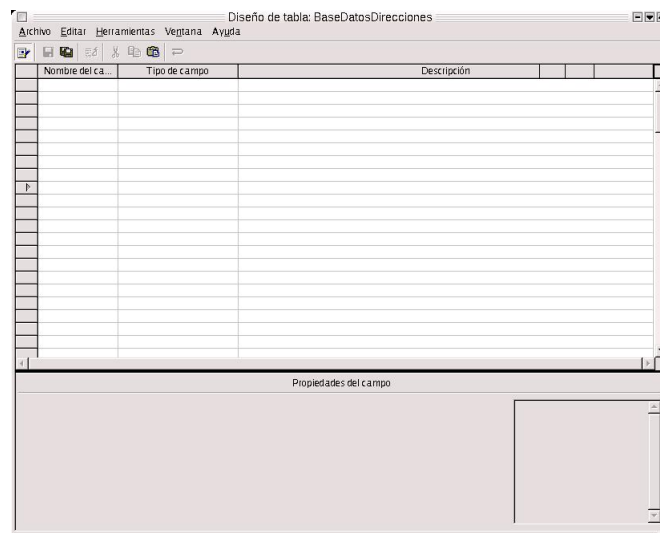 Diseño de tabla: BaseDatosDirecciones
Archivo Editar Herramientas Ventana Ayuda
Nombre del ca... Tipo de campo Descripción
Propiedades del campo